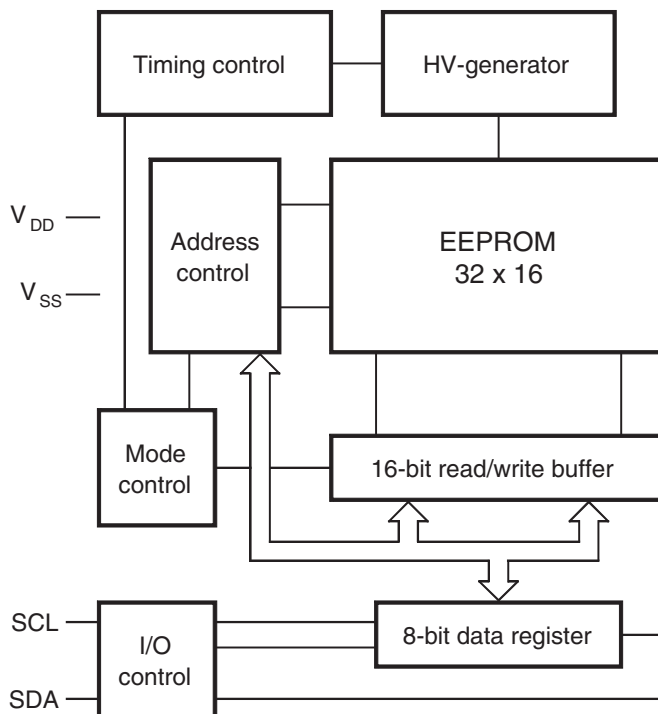 Timing control
HV-generator
V DD
Address
control
EEPROM
32 x 16
V SS
Mode
control
16-bit read/write buffer
SCL
I/O
control
8-bit data register
SDA